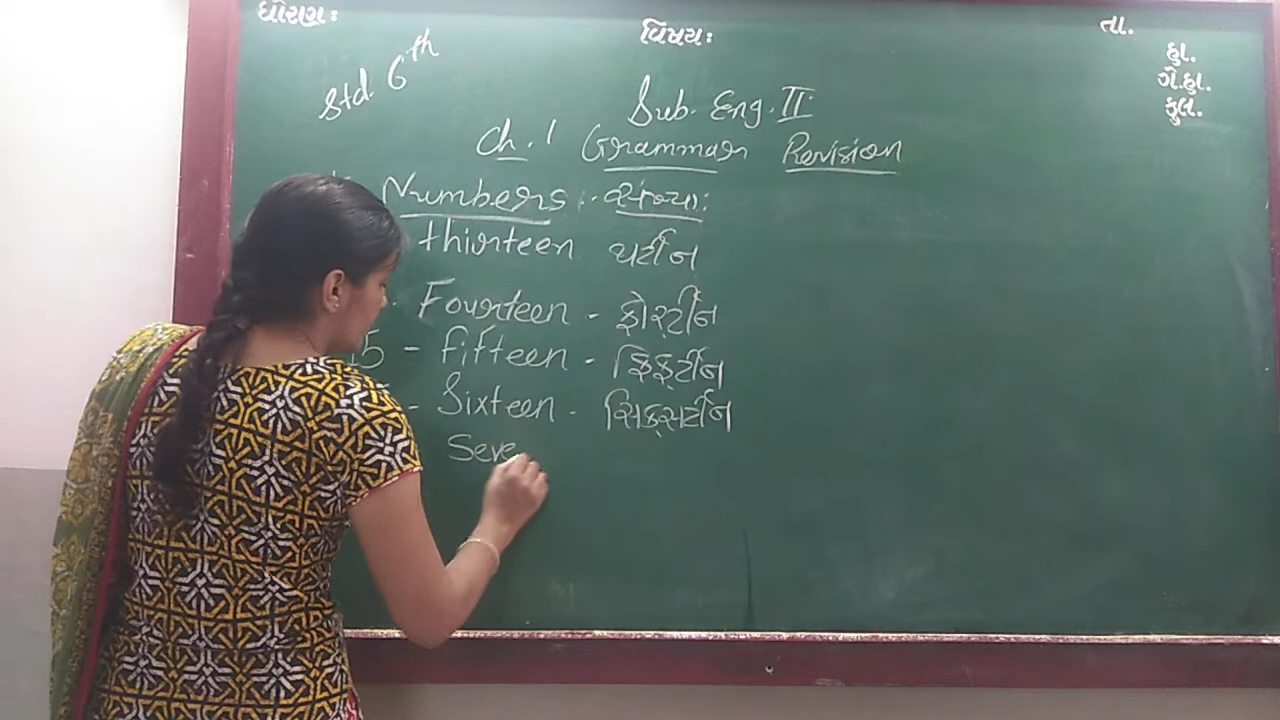 ધોરણ: વિષય: તા.
હા.
ગે.હા.
કુલ.
Std. 6th
Sub. Eng. II
Ch. 1 Grammar Revision
Numbers :- સંખ્યા:
thirteen થર્ટીન
Fourteen - ફોર્ટીન
15 - fifteen - ફિફ્ટીન
- Sixteen - સિક્સર્ટીન
Seve